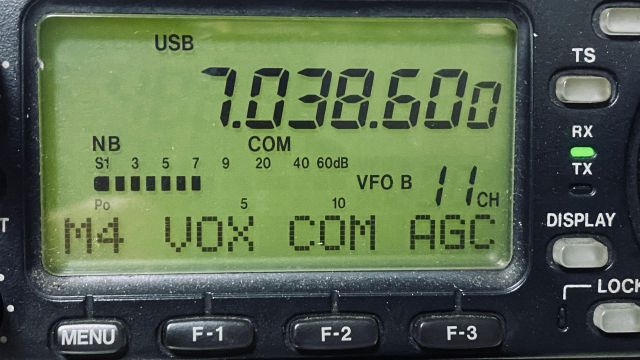 USB
TS
7.038.600
RX
NB COM
S1 3 5 7 9 20 40 60dB
TX
VFO B 11 CH
Po 5 10
DISPLAY
M4 VOX COM AGC
LOCK
MENU F-1 F-2 F-3